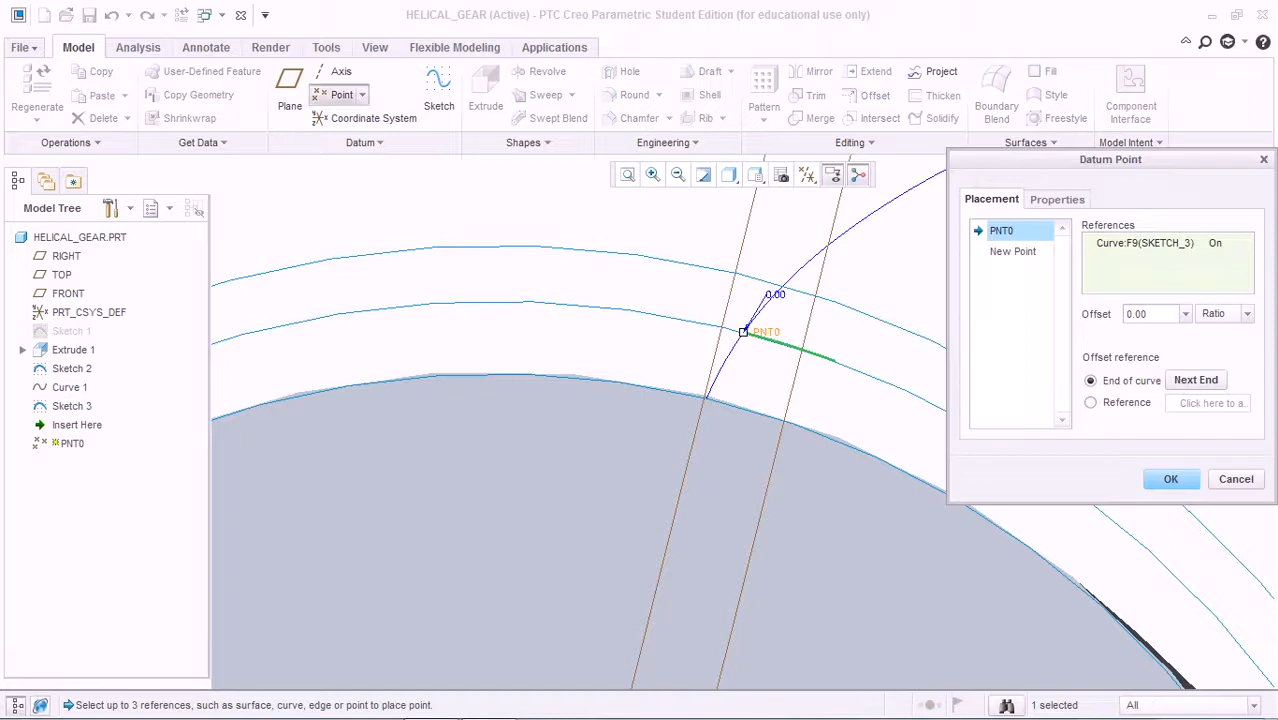 HELICAL_GEAR (Active) - PTC Creo Parametric Student Edition (for educational use only)
File Model Analysis Annotate Render Tools View Flexible Modeling Applications
Regenerate Copy Paste Delete
User-Defined Feature Copy Geometry Shrinkwrap
Plane Axis Point Coordinate System Sketch
Extrude Revolve Sweep Swept Blend
Hole Round Chamfer Draft Shell Rib
Pattern Mirror Trim Merge Extend Offset Intersect Project Thicken Solidify
Boundary Blend Fill Style Freestyle
Component Interface
Operations Get Data Datum Shapes Engineering Editing Surfaces Model Intent
Model Tree
HELICAL_GEAR.PRT
RIGHT
TOP
FRONT
PRT_CSYS_DEF
Sketch 1
Extrude 1
Sketch 2
Curve 1
Sketch 3
Insert Here
PNT0
0.00
PNT0
Datum Point
Placement Properties
PNT0
New Point
References
Curve:F9(SKETCH_3) On
Offset 0.00 Ratio
Offset reference
End of curve Next End
Reference Click here to a..
OK Cancel
Select up to 3 references, such as surface, curve, edge or point to place point.
1 selected All